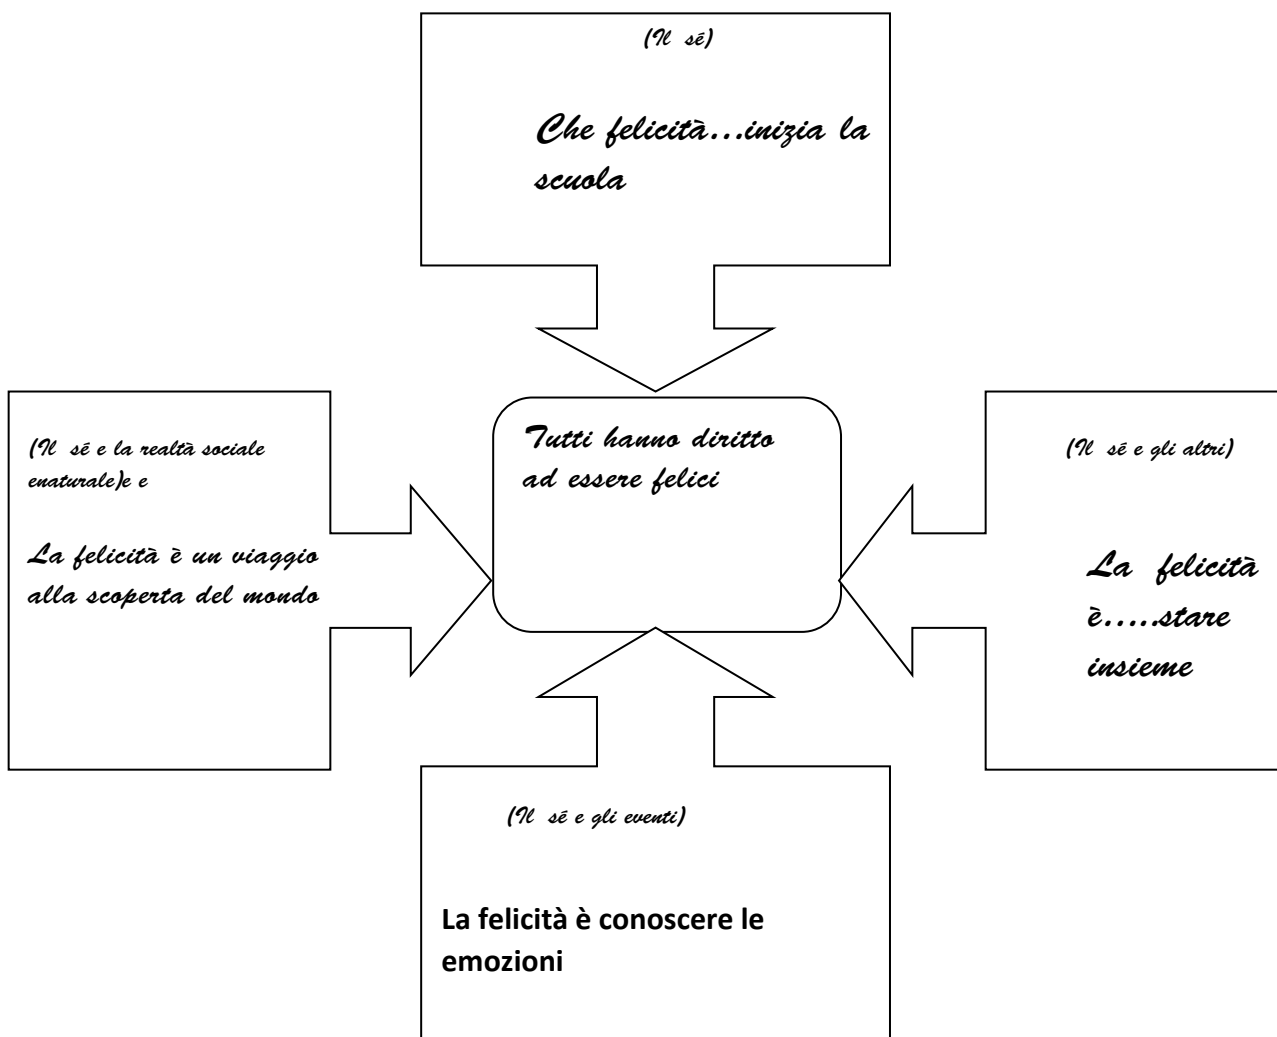 (Il sé)
Che felicità...inizia la
scuola
(Il sé e la realtà sociale
enaturale)e e
La felicità è un viaggio
alla scoperta del mondo
Tutti hanno diritto
ad essere felici
(Il sé e gli altri)
La felicità
è.....stare
insieme
(Il sé e gli eventi)
La felicità è conoscere le
emozioni